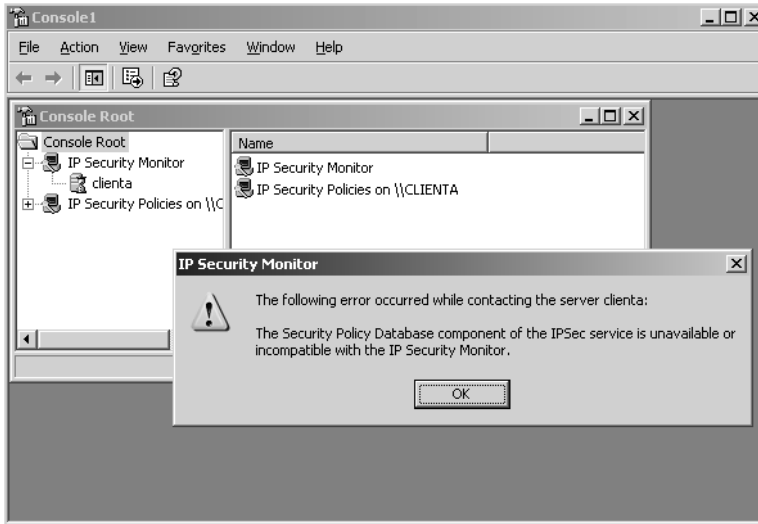 Console1
File Action View Favorites Window Help
Console Root
Console Root
IP Security Monitor
clienta
IP Security Policies on \\C
Name
IP Security Monitor
IP Security Policies on \\CLIENTA
IP Security Monitor
The following error occurred while contacting the server clienta:
The Security Policy Database component of the IPSec service is unavailable or
incompatible with the IP Security Monitor.
OK